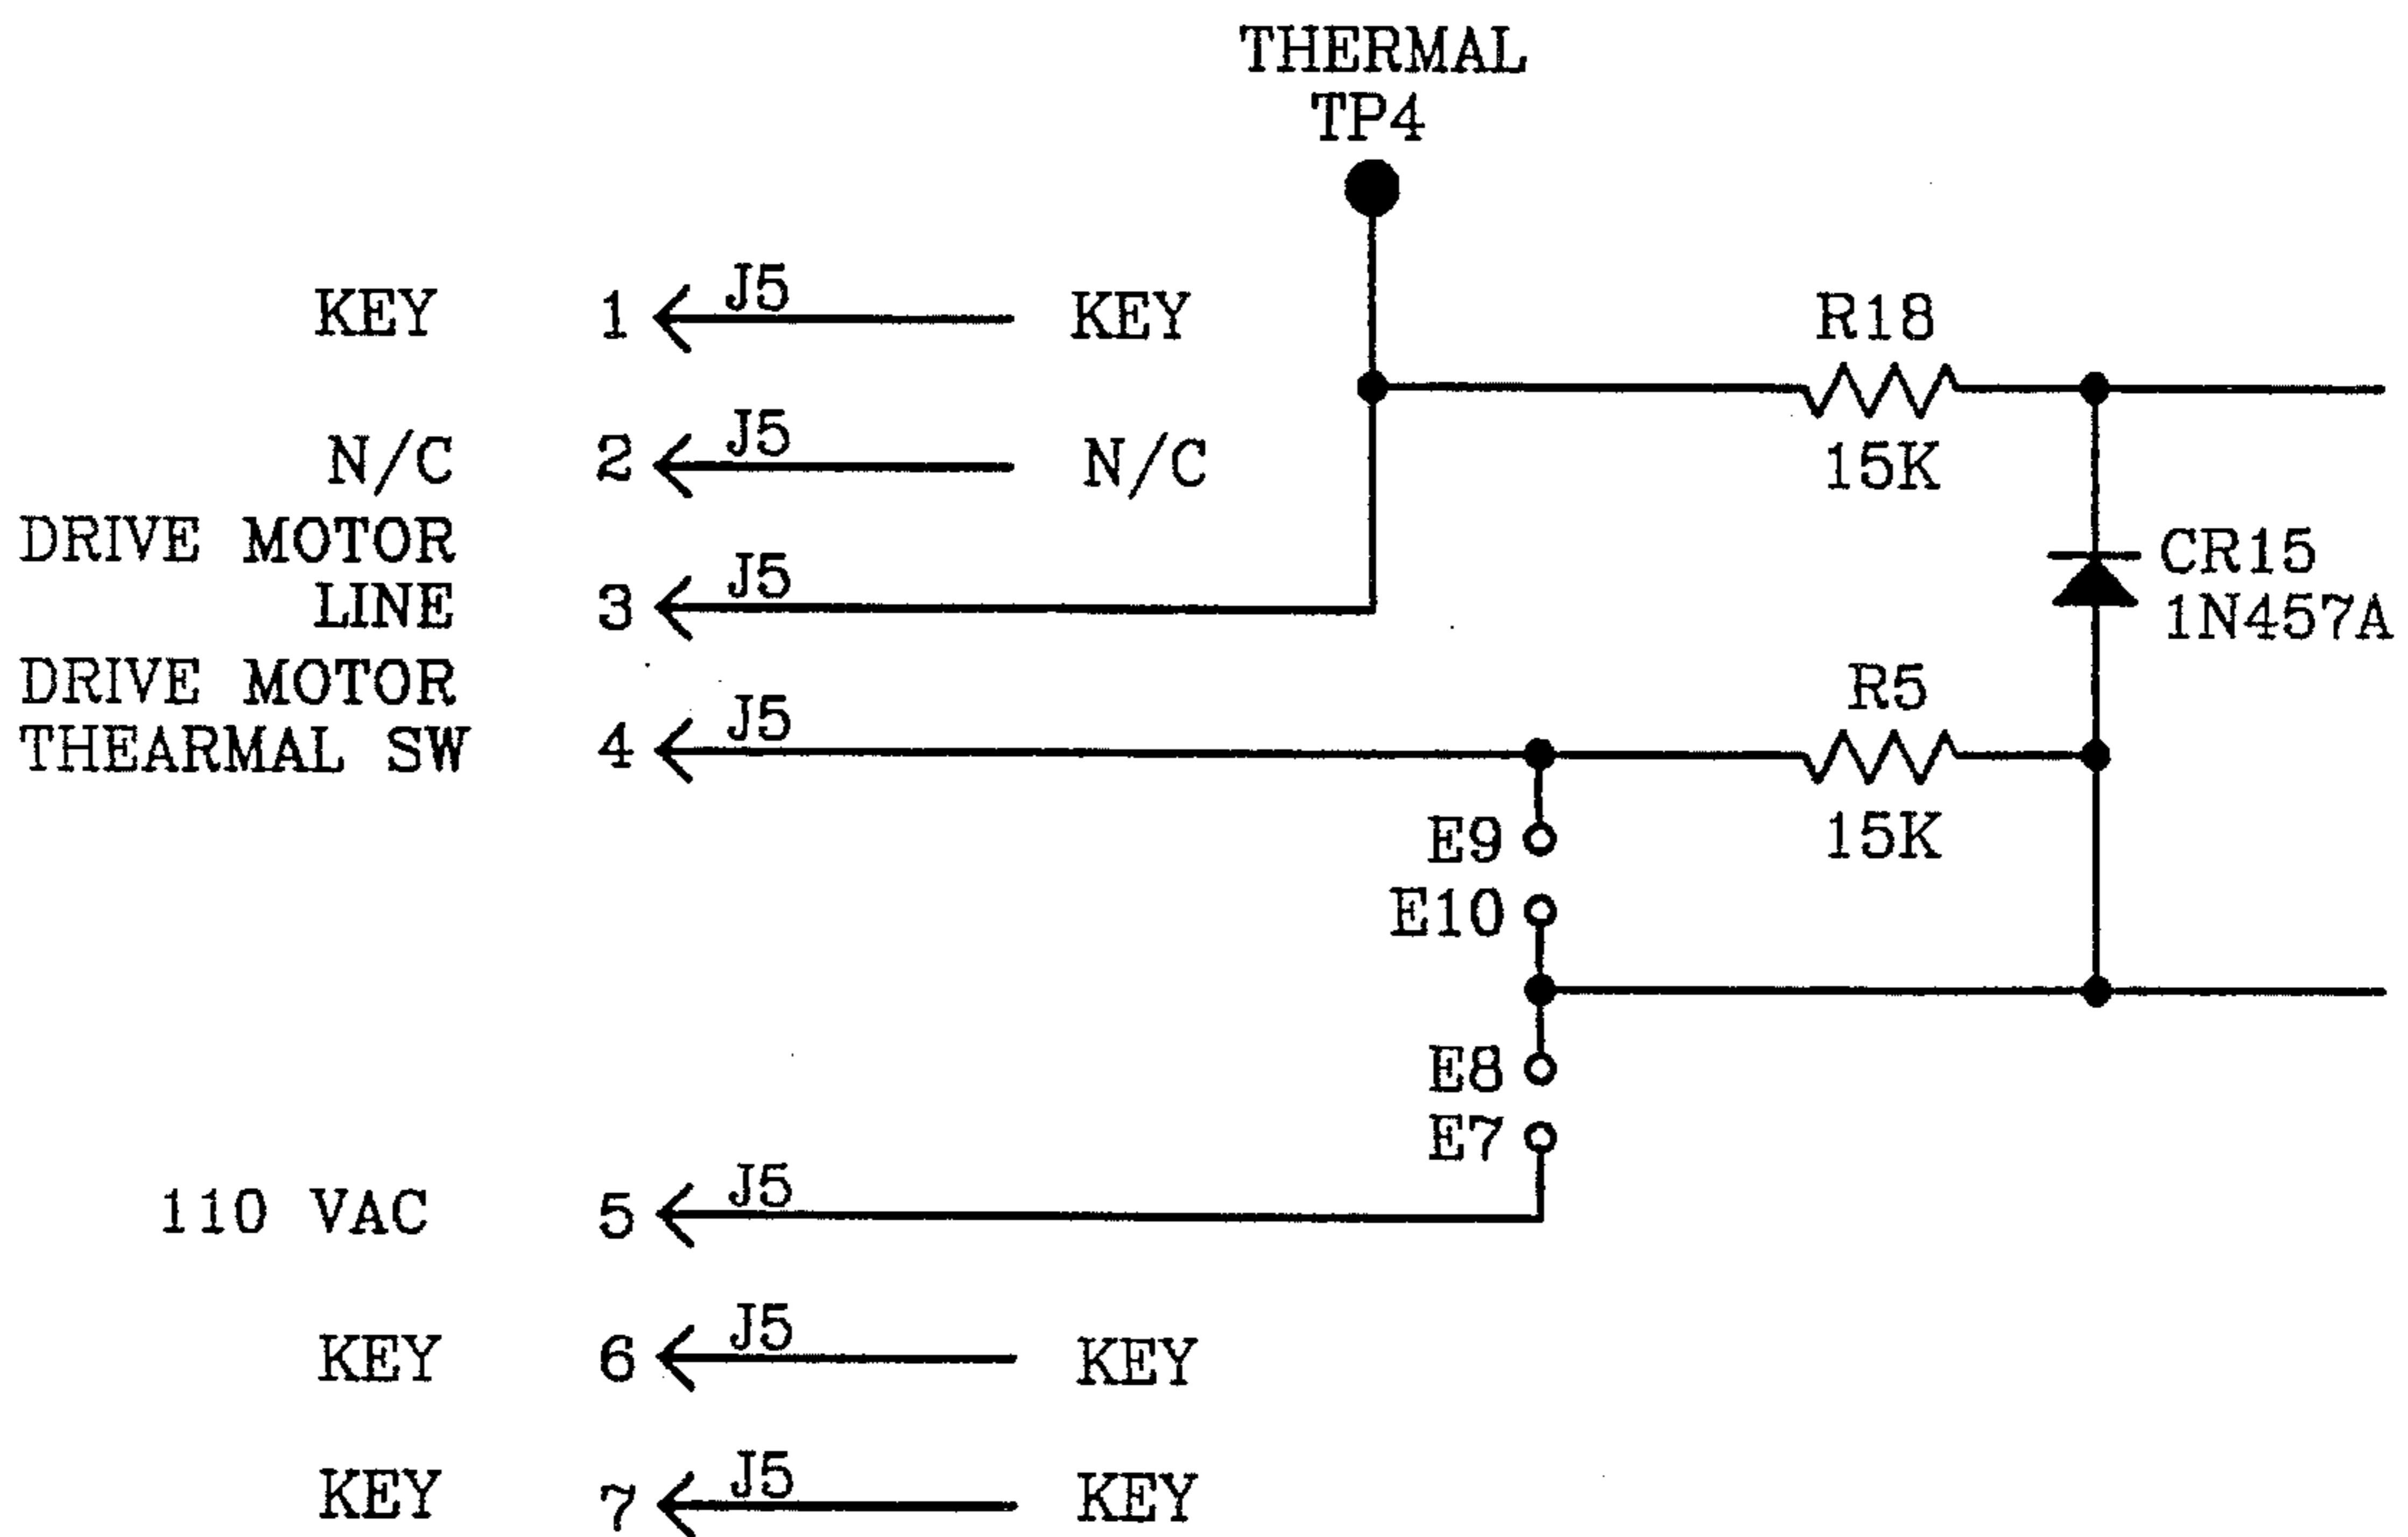 THERMAL
TP4
KEY 1 J5 KEY
R18
15K
N/C 2 J5 N/C
DRIVE MOTOR
LINE 3 J5
CR15
1N457A
DRIVE MOTOR
THEARMAL SW 4 J5
R5
15K
E9
E10
E8
E7
110 VAC 5 J5
KEY 6 J5 KEY
KEY 7 J5 KEY